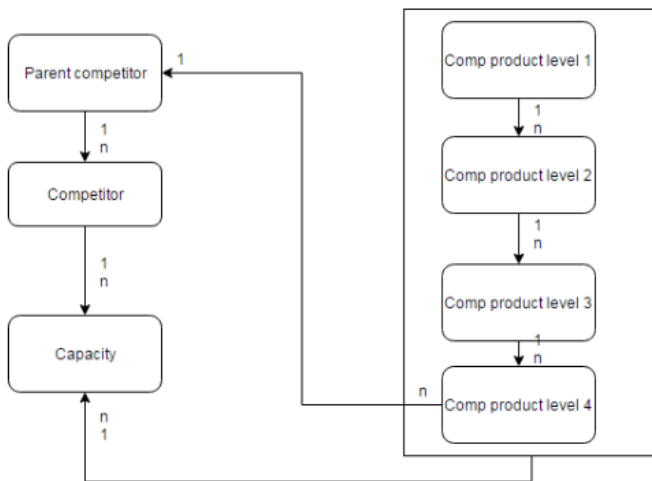 Parent competitor
1
1
n
Competitor
1
n
Capacity
n
1
Comp product level 1
1
n
Comp product level 2
1
n
Comp product level 3
1
n
Comp product level 4
n